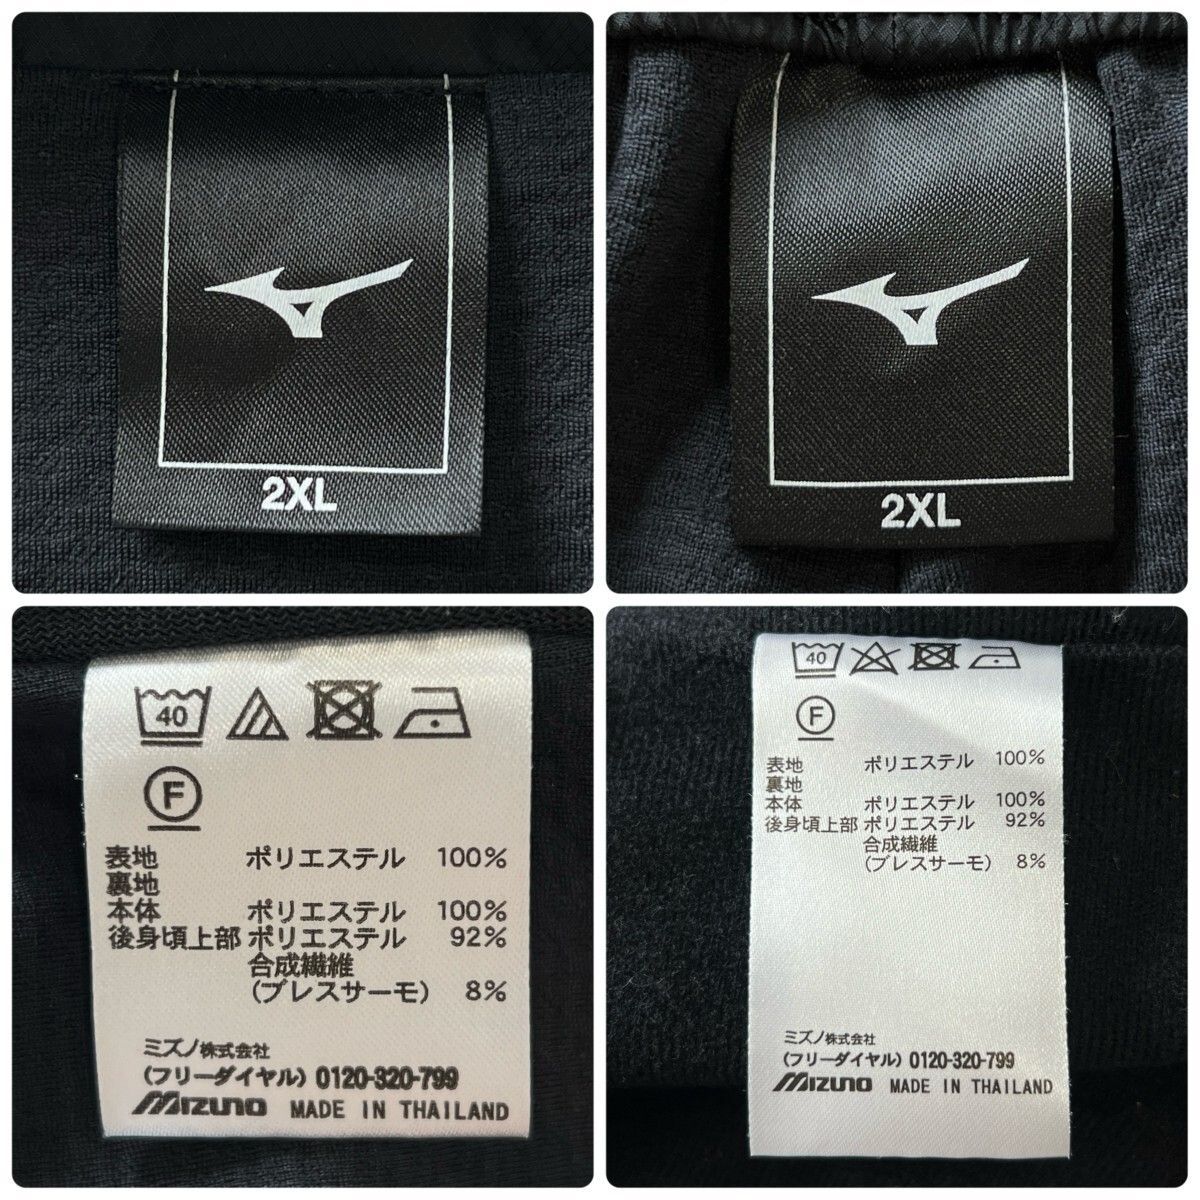 2XL
2XL
40
F
表地 ポリエステル 100%
裏地
本体 ポリエステル 100%
後身頃上部 ポリエステル 92%
合成繊維
(ブレスサーモ) 8%
ミズノ株式会社
(フリーダイヤル) 0120-320-799
MIZUNO MADE IN THAILAND
40
F
表地 ポリエステル 100%
裏地
本体 ポリエステル 100%
後身頃上部 ポリエステル 92%
合成繊維
(ブレスサーモ) 8%
ミズノ株式会社
(フリーダイヤル) 0120-320-799
MIZUNO MADE IN THAILAND